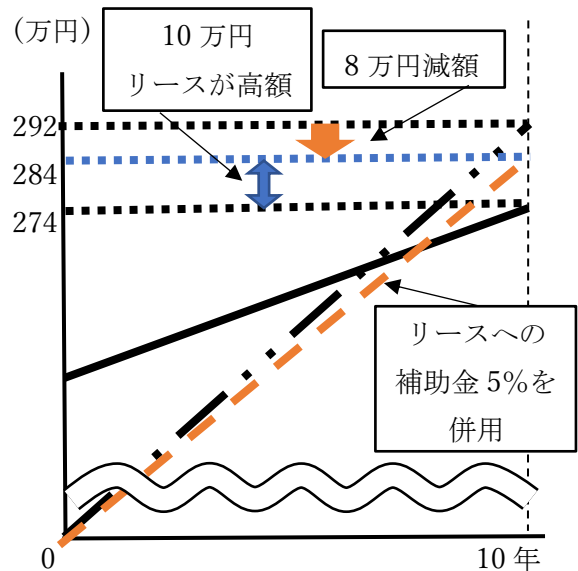 (万円)
10 万円
リースが高額
8 万円減額
292
284
274
リースへの
補助金 5%を
併用
0
10 年